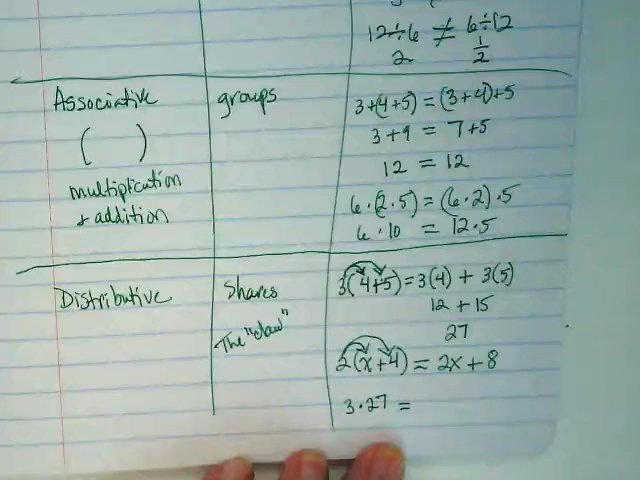 12÷6 ≠ 6÷12
2 1/2
Associative groups 3+(4+5) = (3+4)+5
( ) 3+9 = 7+5
12 = 12
multiplication
+ addition 6·(2·5) = (6·2)·5
6·10 = 12·5
Distributive Shares 3(4+5)=3(4) + 3(5)
12 + 15
The "claw" 27
2(x+4) = 2x+8
3·27 =